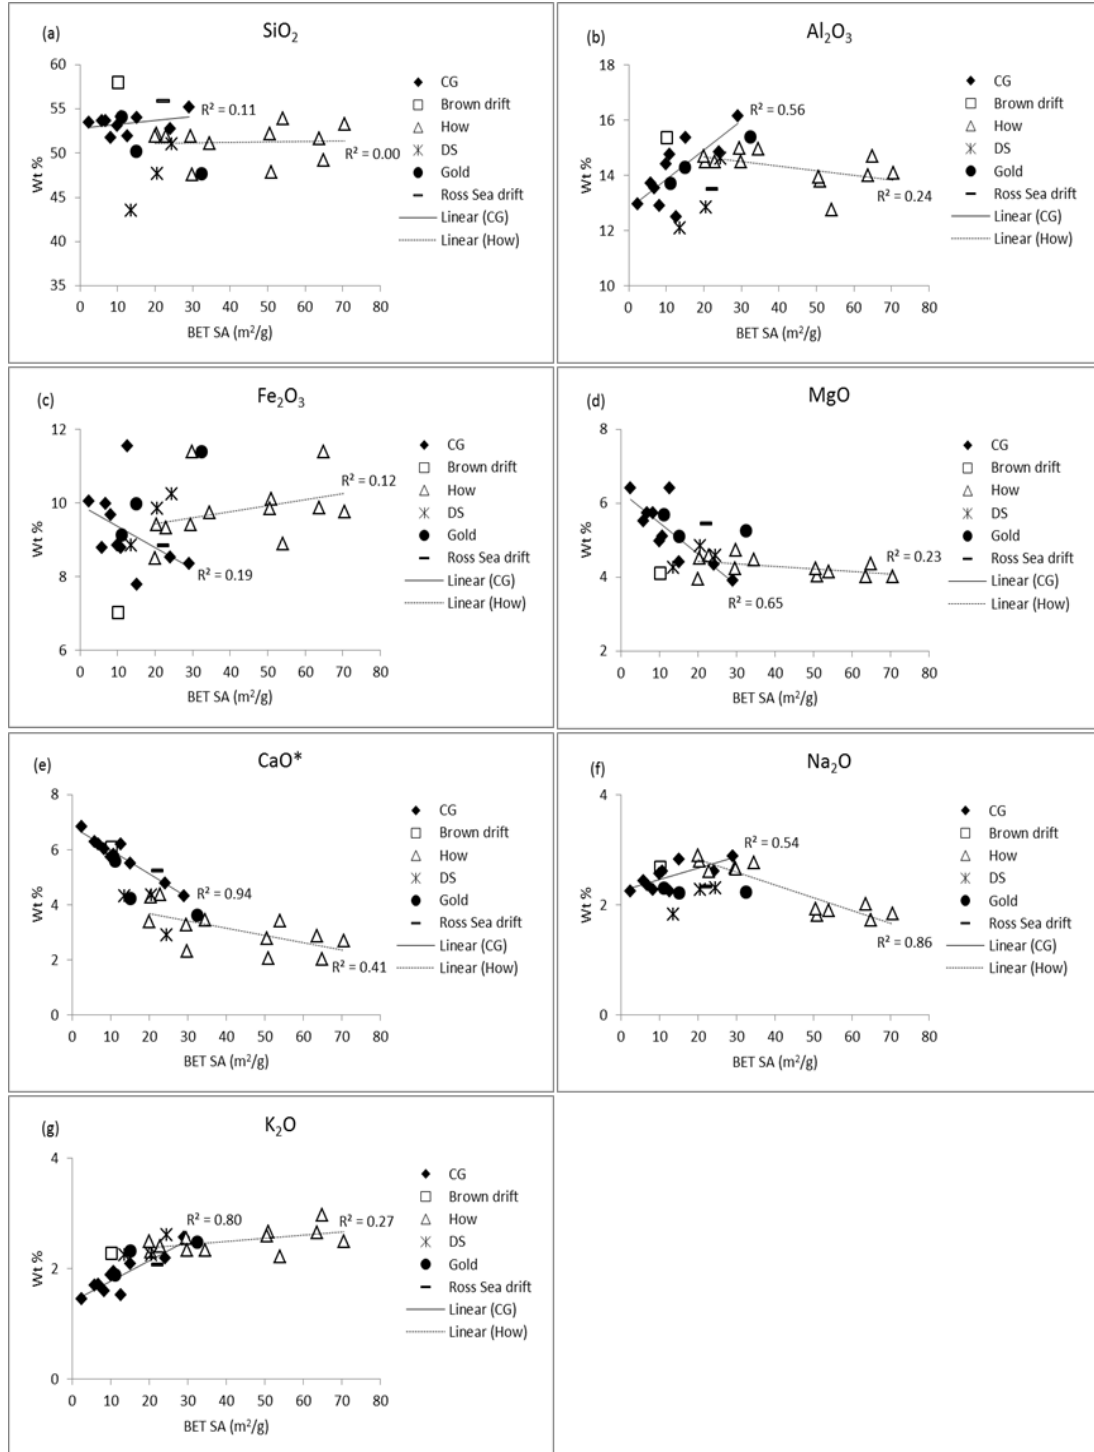 (a) SiO₂
60
55
50
45
40
35
Wt %
R² = 0.11
R² = 0.00
0 10 20 30 40 50 60 70 80
BET SA (m²/g)
CG
Brown drift
How
DS
Gold
Ross Sea drift
Linear (CG)
Linear (How)
(b) Al₂O₃
18
16
14
12
10
Wt %
R² = 0.56
R² = 0.24
0 10 20 30 40 50 60 70 80
BET SA (m²/g)
CG
Brown drift
How
DS
Gold
Ross Sea drift
Linear (CG)
Linear (How)
(c) Fe₂O₃
12
10
8
6
Wt %
R² = 0.12
R² = 0.19
0 10 20 30 40 50 60 70 80
BET SA (m²/g)
CG
Brown drift
How
DS
Gold
Ross Sea drift
Linear (CG)
Linear (How)
(d) MgO
8
6
4
2
Wt %
R² = 0.23
R² = 0.65
0 10 20 30 40 50 60 70 80
BET SA (m²/g)
CG
Brown drift
How
DS
Gold
Ross Sea drift
Linear (CG)
Linear (How)
(e) CaO*
8
6
4
2
0
Wt %
R² = 0.94
R² = 0.41
0 10 20 30 40 50 60 70 80
BET SA (m²/g)
CG
Brown drift
How
DS
Gold
Ross Sea drift
Linear (CG)
Linear (How)
(f) Na₂O
4
2
0
Wt %
R² = 0.54
R² = 0.86
0 10 20 30 40 50 60 70 80
BET SA (m²/g)
CG
Brown drift
How
DS
Gold
Ross Sea drift
Linear (CG)
Linear (How)
(g) K₂O
4
2
0
Wt %
R² = 0.80
R² = 0.27
0 10 20 30 40 50 60 70 80
BET SA (m²/g)
CG
Brown drift
How
DS
Gold
Ross Sea drift
Linear (CG)
Linear (How)